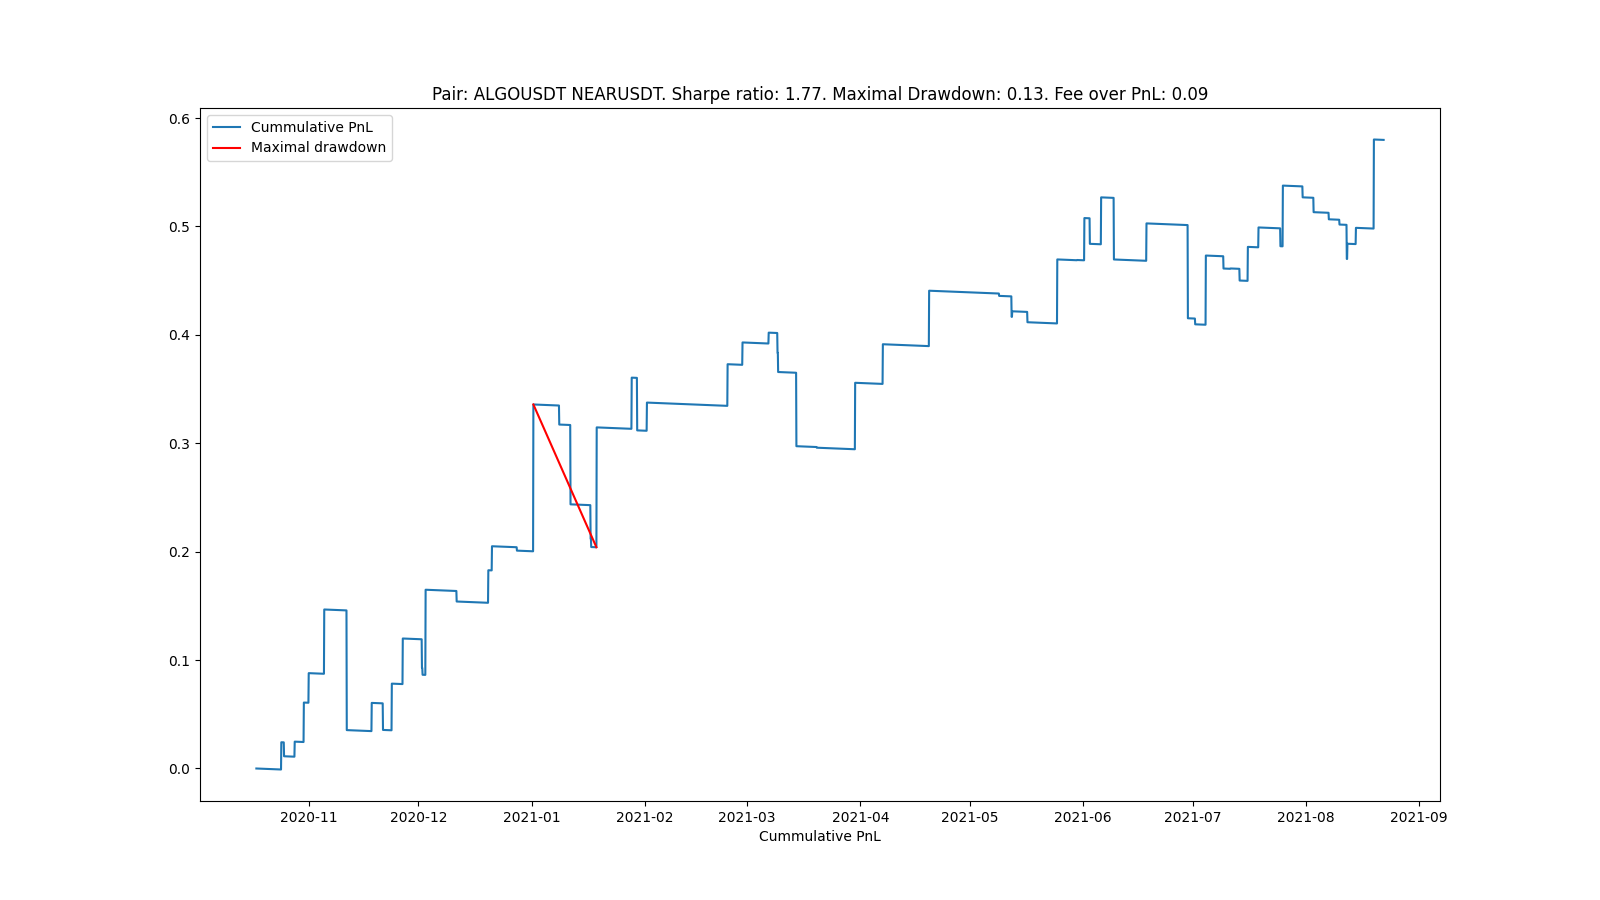 Pair: ALGOUSDT NEARUSDT. Sharpe ratio: 1.77. Maximal Drawdown: 0.13. Fee over PnL: 0.09
Cummulative PnL
Maximal drawdown
0.6
0.5
0.4
0.3
0.2
0.1
0.0
2020-11 2020-12 2021-01 2021-02 2021-03 2021-04 2021-05 2021-06 2021-07 2021-08 2021-09
Cummulative PnL